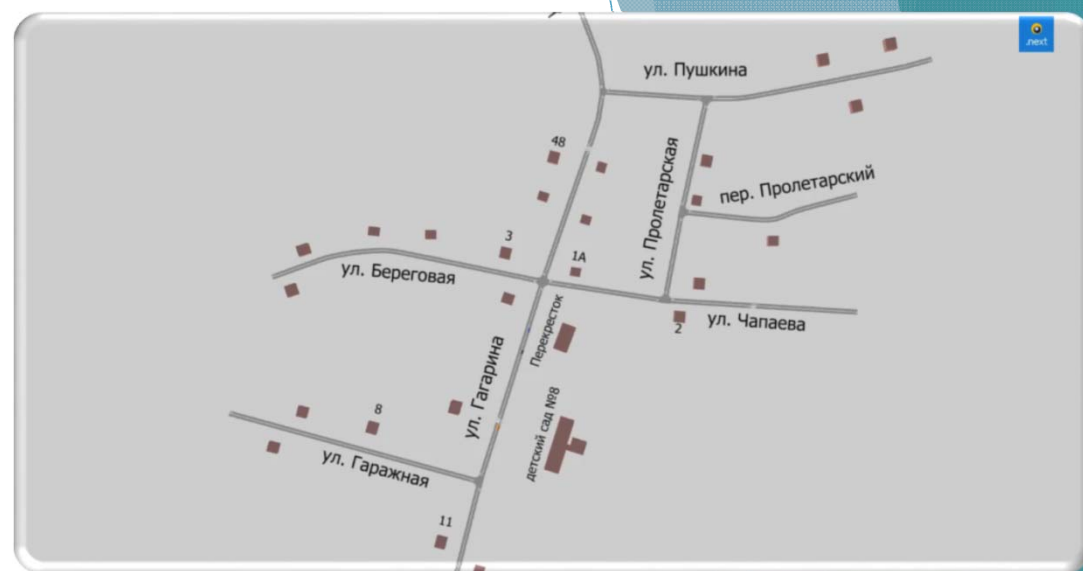 .next
ул. Пушкина
48
ул. Пролетарская
пер. Пролетарский
3
1А
ул. Береговая
Перекресток
2
ул. Чапаева
ул. Гагарина
8
детский сад №8
ул. Гаражная
11